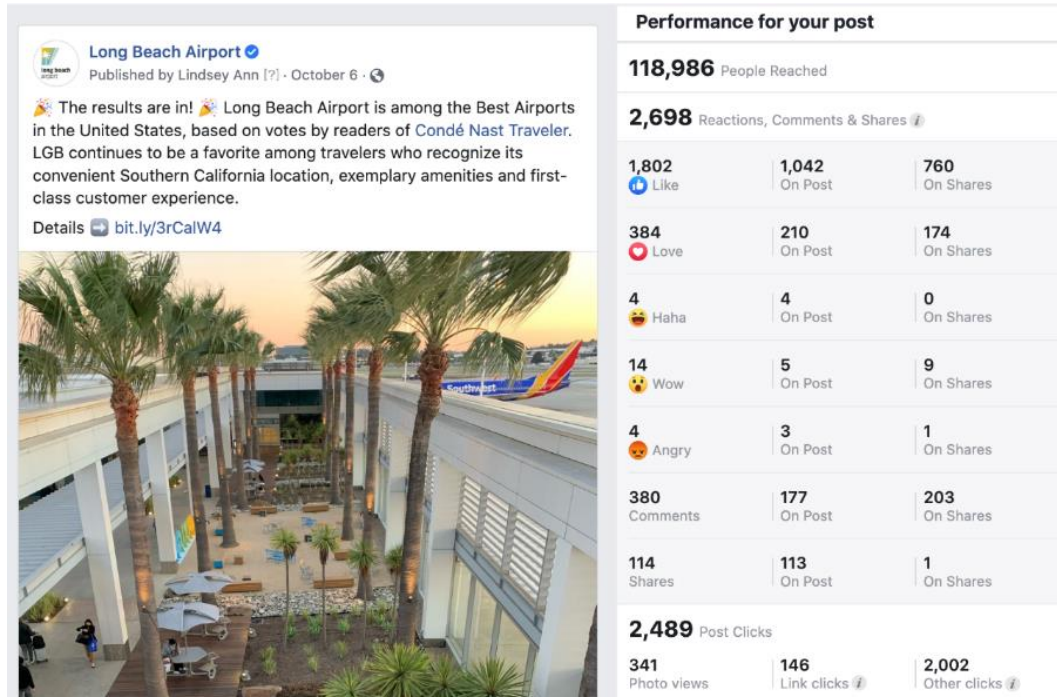 Long Beach Airport
Published by Lindsey Ann [?] · October 6 ·
🎉 The results are in! 🎉 Long Beach Airport is among the Best Airports
in the United States, based on votes by readers of Condé Nast Traveler.
LGB continues to be a favorite among travelers who recognize its
convenient Southern California location, exemplary amenities and first-
class customer experience.
Details ➡️ bit.ly/3rCalW4
long beach
airport
Southwest
Performance for your post
118,986 People Reached
2,698 Reactions, Comments & Shares i
1,802 1,042 760
Like On Post On Shares
384 210 174
Love On Post On Shares
4 4 0
Haha On Post On Shares
14 5 9
Wow On Post On Shares
4 3 1
Angry On Post On Shares
380 177 203
Comments On Post On Shares
114 113 1
Shares On Post On Shares
2,489 Post Clicks
341 146 2,002
Photo views Link clicks i Other clicks i